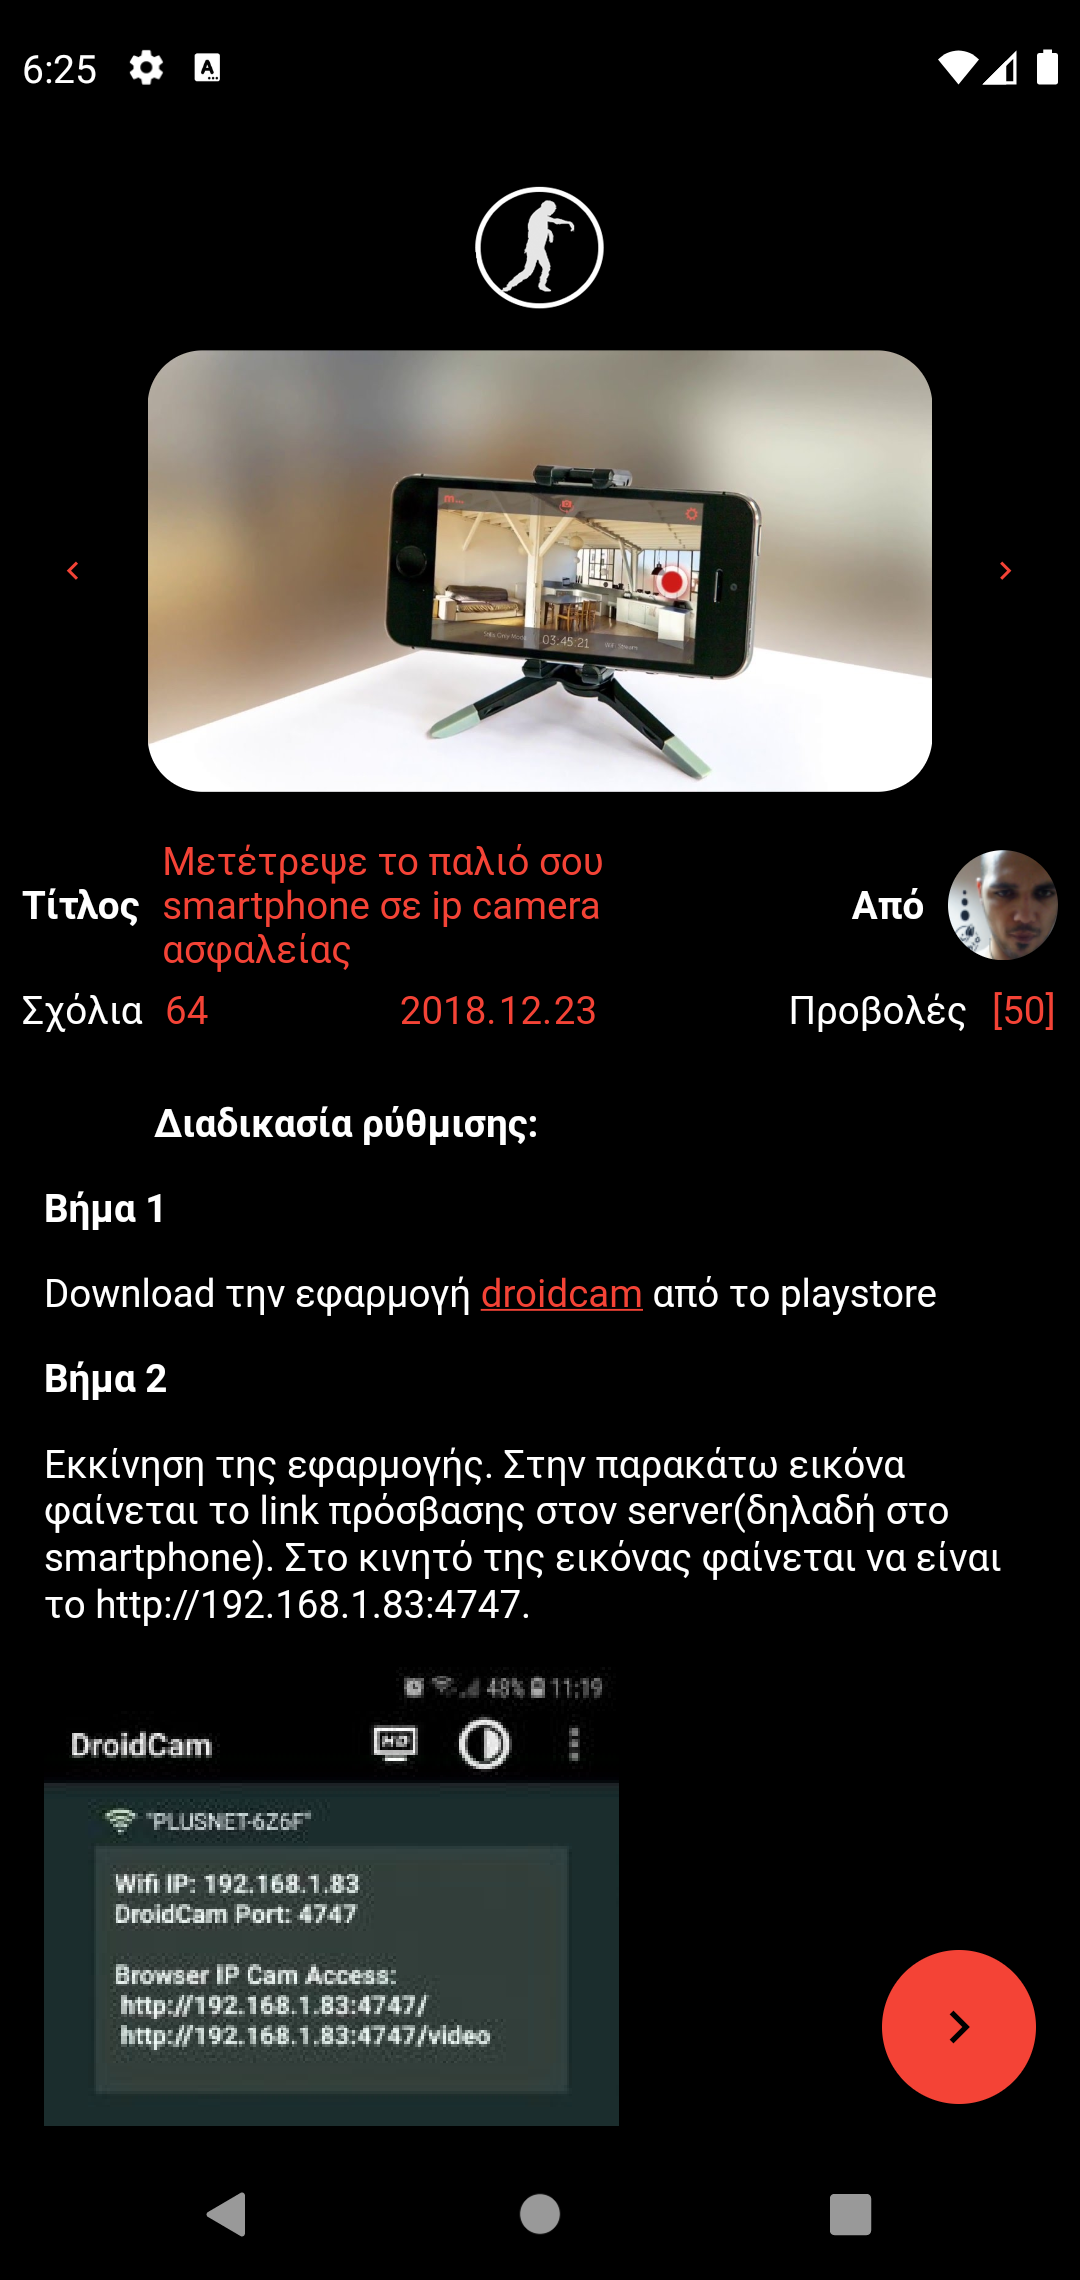 6:25
m...
03:45:21
Τίτλος
Μετέτρεψε το παλιό σου
smartphone σε ip camera
ασφαλείας
Από
Σχόλια 64 2018.12.23 Προβολές [50]
Διαδικασία ρύθμισης:
Βήμα 1
Download την εφαρμογή droidcam από το playstore
Βήμα 2
Εκκίνηση της εφαρμογής. Στην παρακάτω εικόνα
φαίνεται το link πρόσβασης στον server(δηλαδή στο
smartphone). Στο κινητό της εικόνας φαίνεται να είναι
το http://192.168.1.83:4747.
48% 11:19
DroidCam HD
"PLUSNET-6Z6F"
Wifi IP: 192.168.1.83
DroidCam Port: 4747
Browser IP Cam Access:
http://192.168.1.83:4747/
http://192.168.1.83:4747/video